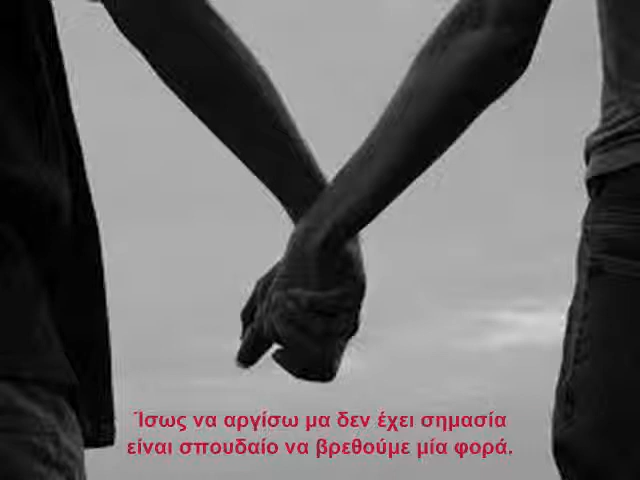 Ίσως να αργίσω μα δεν έχει σημασία
είναι σπουδαίο να βρεθούμε μία φορά.